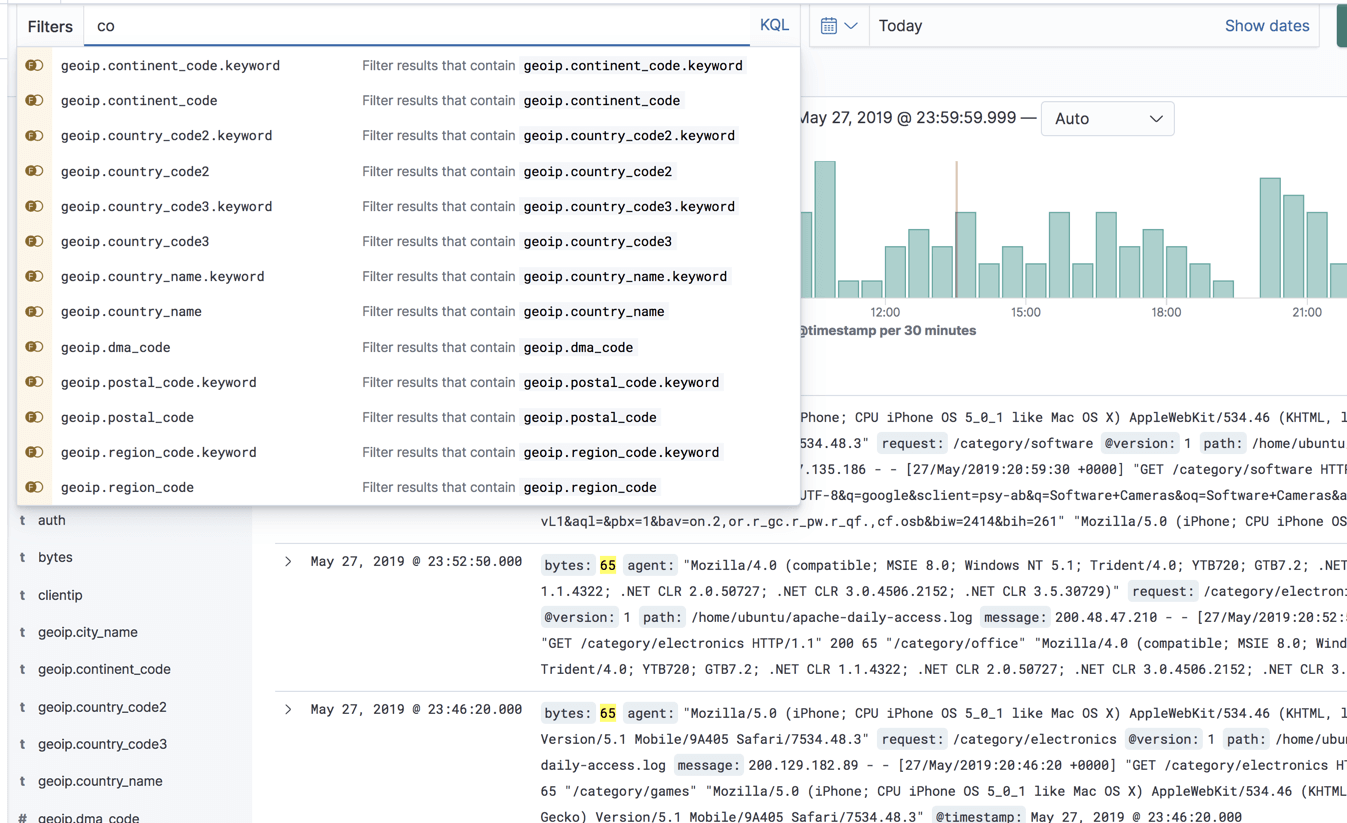 Filters co KQL Today Show dates
geoip.continent_code.keyword Filter results that contain geoip.continent_code.keyword
geoip.continent_code Filter results that contain geoip.continent_code
geoip.country_code2.keyword Filter results that contain geoip.country_code2.keyword
geoip.country_code2 Filter results that contain geoip.country_code2
geoip.country_code3.keyword Filter results that contain geoip.country_code3.keyword
geoip.country_code3 Filter results that contain geoip.country_code3
geoip.country_name.keyword Filter results that contain geoip.country_name.keyword
geoip.country_name Filter results that contain geoip.country_name
geoip.dma_code Filter results that contain geoip.dma_code
geoip.postal_code.keyword Filter results that contain geoip.postal_code.keyword
geoip.postal_code Filter results that contain geoip.postal_code
geoip.region_code.keyword Filter results that contain geoip.region_code.keyword
geoip.region_code Filter results that contain geoip.region_code
May 27, 2019 @ 23:59:59.999 — Auto
12:00 15:00 18:00 21:00
@timestamp per 30 minutes
Phone; CPU iPhone OS 5_0_1 like Mac OS X) AppleWebKit/534.46 (KHTML, l
534.48.3" request: /category/software @version: 1 path: /home/ubuntu
.135.186 - - [27/May/2019:20:59:30 +0000] "GET /category/software HTTP
UTF-8&q=google&sclient=psy-ab&q=Software+Cameras&oq=Software+Cameras&a
vL1&aql=&pbx=1&bav=on.2,or.r_gc.r_pw.r_qf.,cf.osb&biw=2414&bih=261" "Mozilla/5.0 (iPhone; CPU iPhone OS
t auth
t bytes
t clientip
t geoip.city_name
t geoip.continent_code
t geoip.country_code2
t geoip.country_code3
t geoip.country_name
# geoip.dma_code
May 27, 2019 @ 23:52:50.000 bytes: 65 agent: "Mozilla/4.0 (compatible; MSIE 8.0; Windows NT 5.1; Trident/4.0; YTB720; GTB7.2; .NET
1.1.4322; .NET CLR 2.0.50727; .NET CLR 3.0.4506.2152; .NET CLR 3.5.30729)" request: /category/electroni
@version: 1 path: /home/ubuntu/apache-daily-access.log message: 200.48.47.210 - - [27/May/2019:20:52:5
"GET /category/electronics HTTP/1.1" 200 65 "/category/office" "Mozilla/4.0 (compatible; MSIE 8.0; Wind
Trident/4.0; YTB720; GTB7.2; .NET CLR 1.1.4322; .NET CLR 2.0.50727; .NET CLR 3.0.4506.2152; .NET CLR 3.
May 27, 2019 @ 23:46:20.000 bytes: 65 agent: "Mozilla/5.0 (iPhone; CPU iPhone OS 5_0_1 like Mac OS X) AppleWebKit/534.46 (KHTML, l
Version/5.1 Mobile/9A405 Safari/7534.48.3" request: /category/electronics @version: 1 path: /home/ubu
daily-access.log message: 200.129.182.89 - - [27/May/2019:20:46:20 +0000] "GET /category/electronics HT
65 "/category/games" "Mozilla/5.0 (iPhone; CPU iPhone OS 5_0_1 like Mac OS X) AppleWebKit/534.46 (KHTML
Gecko) Version/5.1 Mobile/9A405 Safari/7534.48.3" @timestamp: May 27, 2019 @ 23:46:20.000